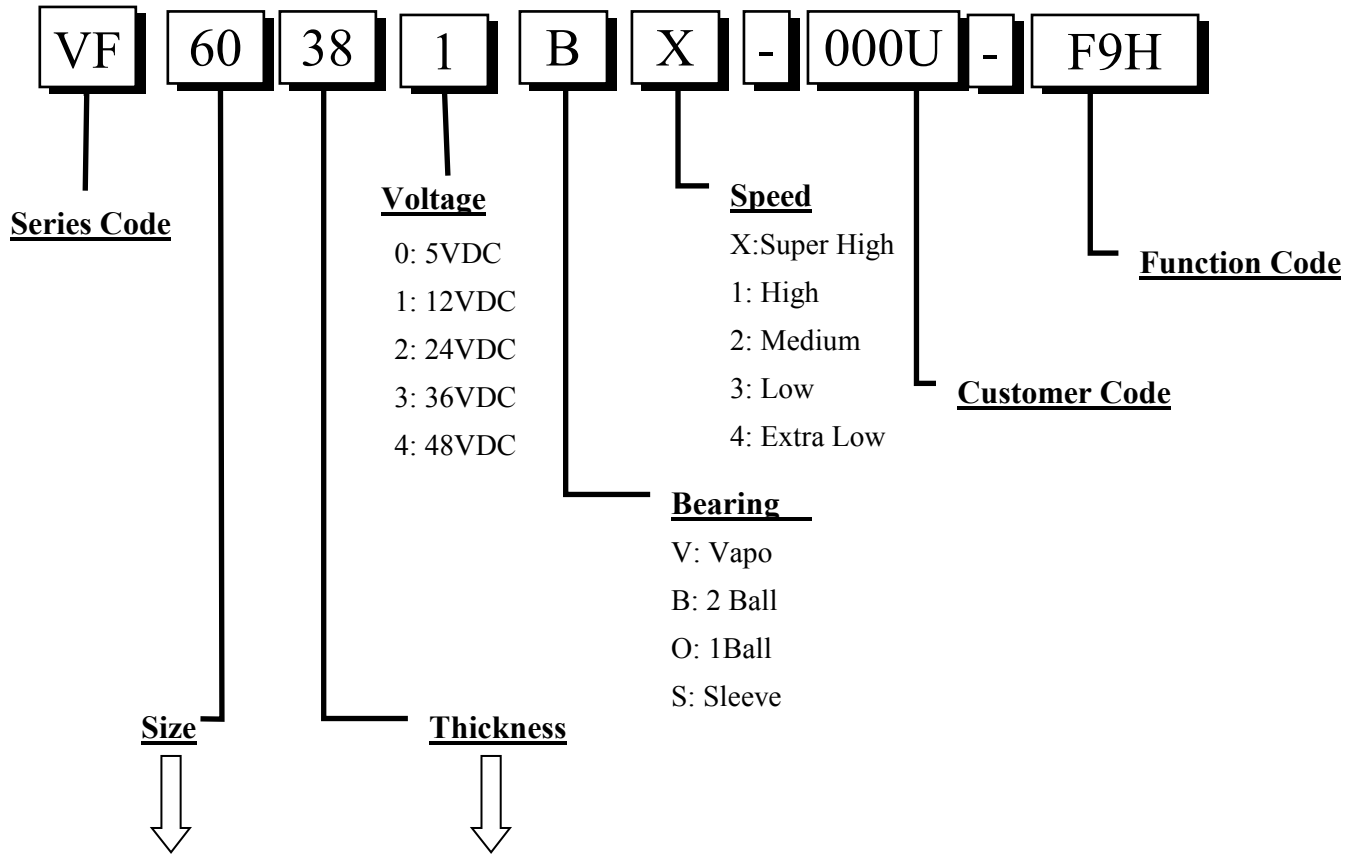 VF 60 38 1 B X - 000U - F9H
Series Code
Voltage
0: 5VDC
1: 12VDC
2: 24VDC
3: 36VDC
4: 48VDC
Speed
X:Super High
1: High
2: Medium
3: Low
4: Extra Low
Function Code
Customer Code
Bearing
V: Vapo
B: 2 Ball
O: 1Ball
S: Sleeve
Size
Thickness